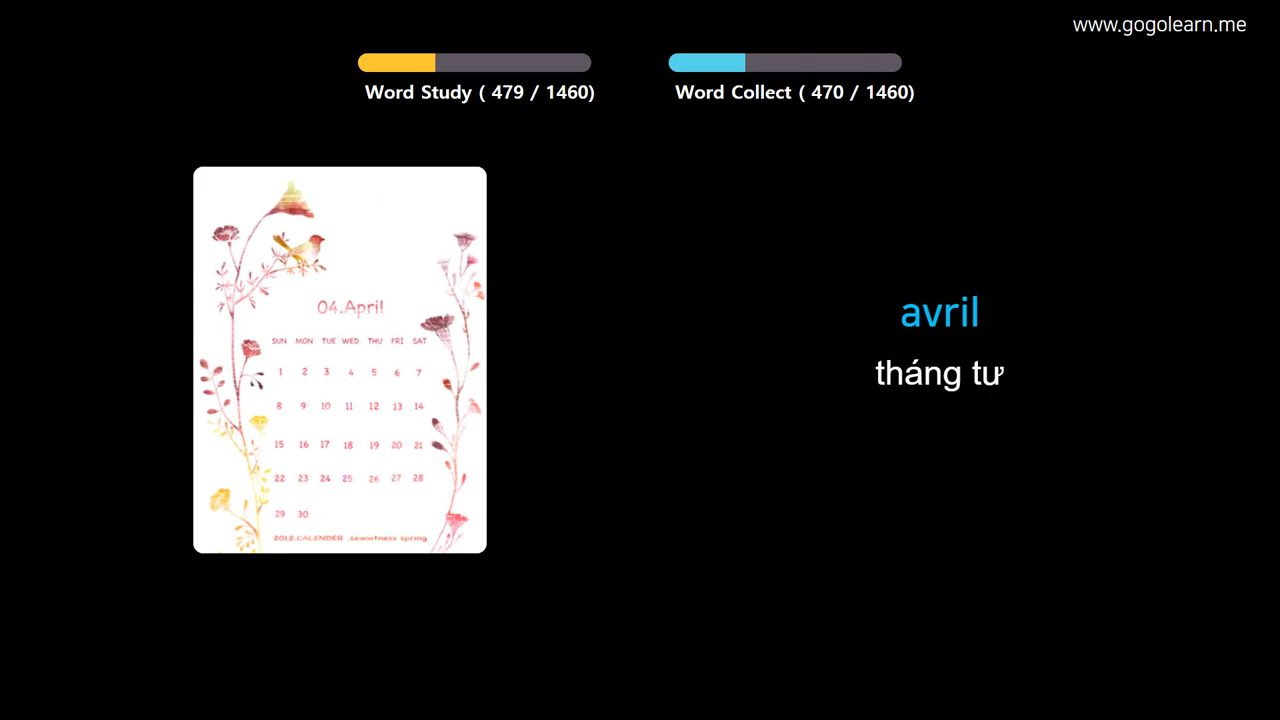 www.gogolearn.me
Word Study ( 479 / 1460)
Word Collect ( 470 / 1460)
04.April
SUN MON TUE WED THU FRI SAT
1 2 3 4 5 6 7
8 9 10 11 12 13 14
15 16 17 18 19 20 21
22 23 24 25 26 27 28
29 30
2012.CALENDER .sewwtness spring
avril
tháng tư